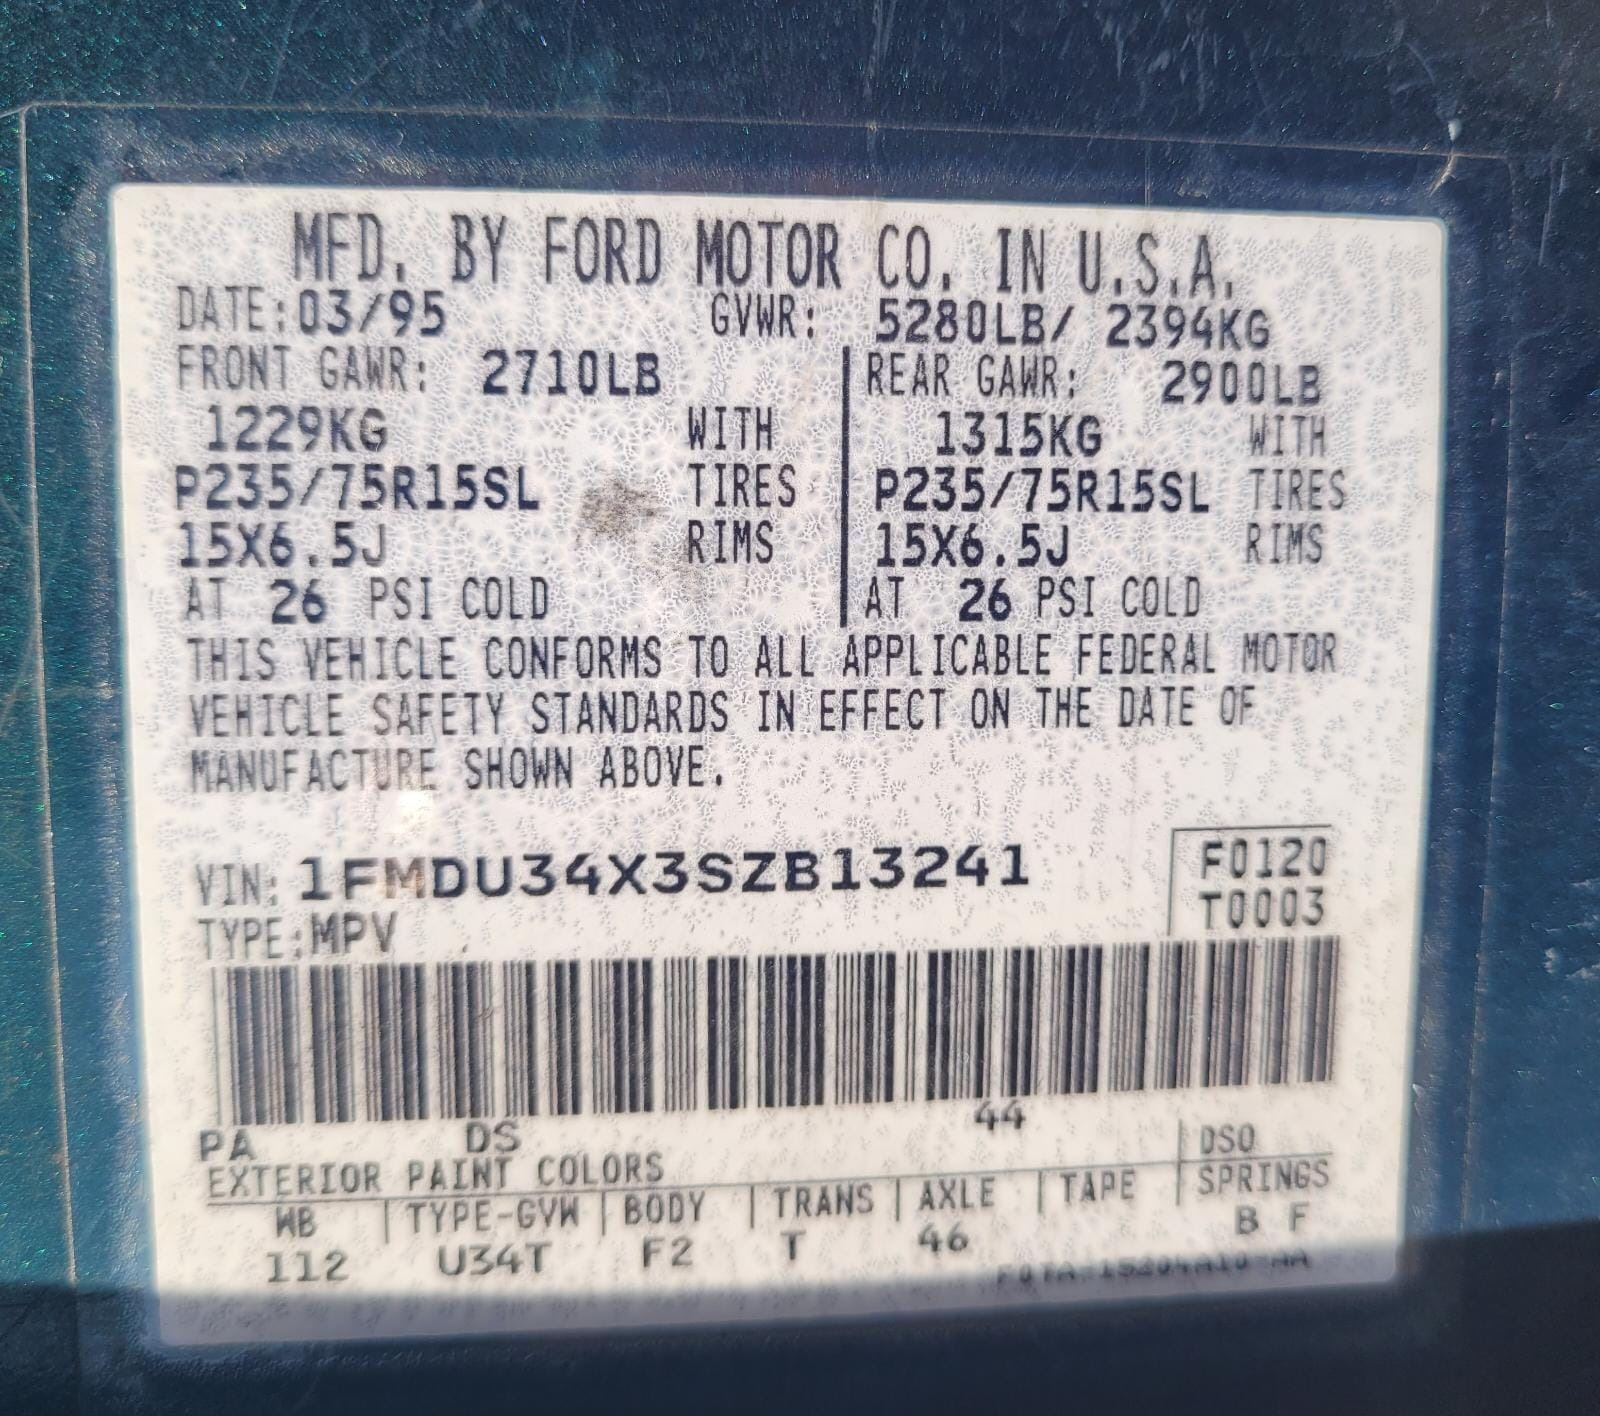 MFD. BY FORD MOTOR CO. IN U.S.A.
DATE: 03/95 GVWR: 5280LB/ 2394KG
FRONT GAWR: 2710LB REAR GAWR: 2900LB
1229KG WITH 1315KG WITH
P235/75R15SL TIRES P235/75R15SL TIRES
15X6.5J RIMS 15X6.5J RIMS
AT 26 PSI COLD AT 26 PSI COLD
THIS VEHICLE CONFORMS TO ALL APPLICABLE FEDERAL MOTOR
VEHICLE SAFETY STANDARDS IN EFFECT ON THE DATE OF
MANUFACTURE SHOWN ABOVE.
VIN: 1FMDU34X3SZB13241 F0120
TYPE: MPV T0003
PA DS 44
EXTERIOR PAINT COLORS DSO
WB TYPE-GVW BODY TRANS AXLE TAPE SPRINGS
112 U34T F2 T 46 B F